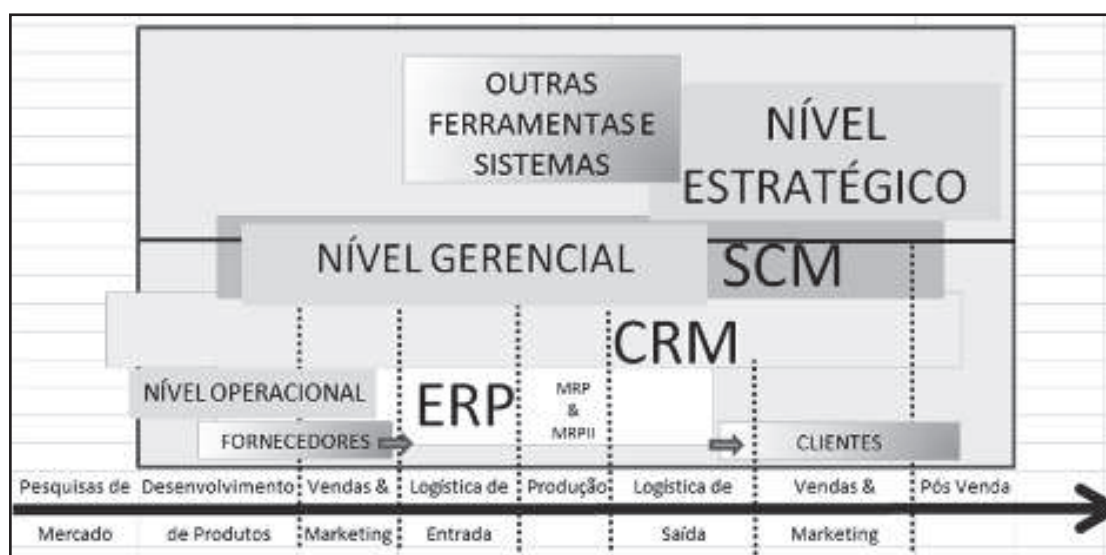 OUTRAS
FERRAMENTAS E
SISTEMAS
NÍVEL
ESTRATÉGICO
NÍVEL GERENCIAL
SCM
CRM
NÍVEL OPERACIONAL
ERP
MRP
&
MRPII
FORNECEDORES
CLIENTES
Pesquisas de
Mercado
Desenvolvimento
de Produtos
Vendas &
Marketing
Logística de
Entrada
Produção
Logística de
Saída
Vendas &
Marketing
Pós Venda